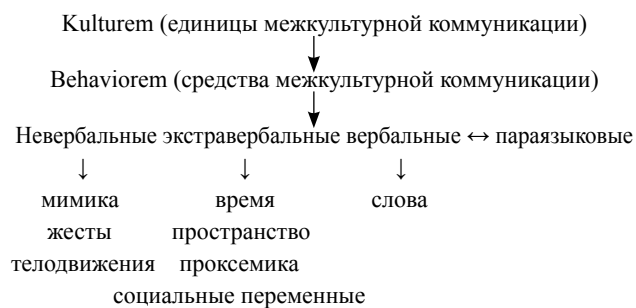 Kulturem (единицы межкультурной коммуникации)
Behaviorem (средства межкультурной коммуникации)
Невербальные экстравербальные вербальные ↔ параязыковые
↓ ↓ ↓
мимика время слова
жесты пространство
телодвижения проксемика
социальные переменные